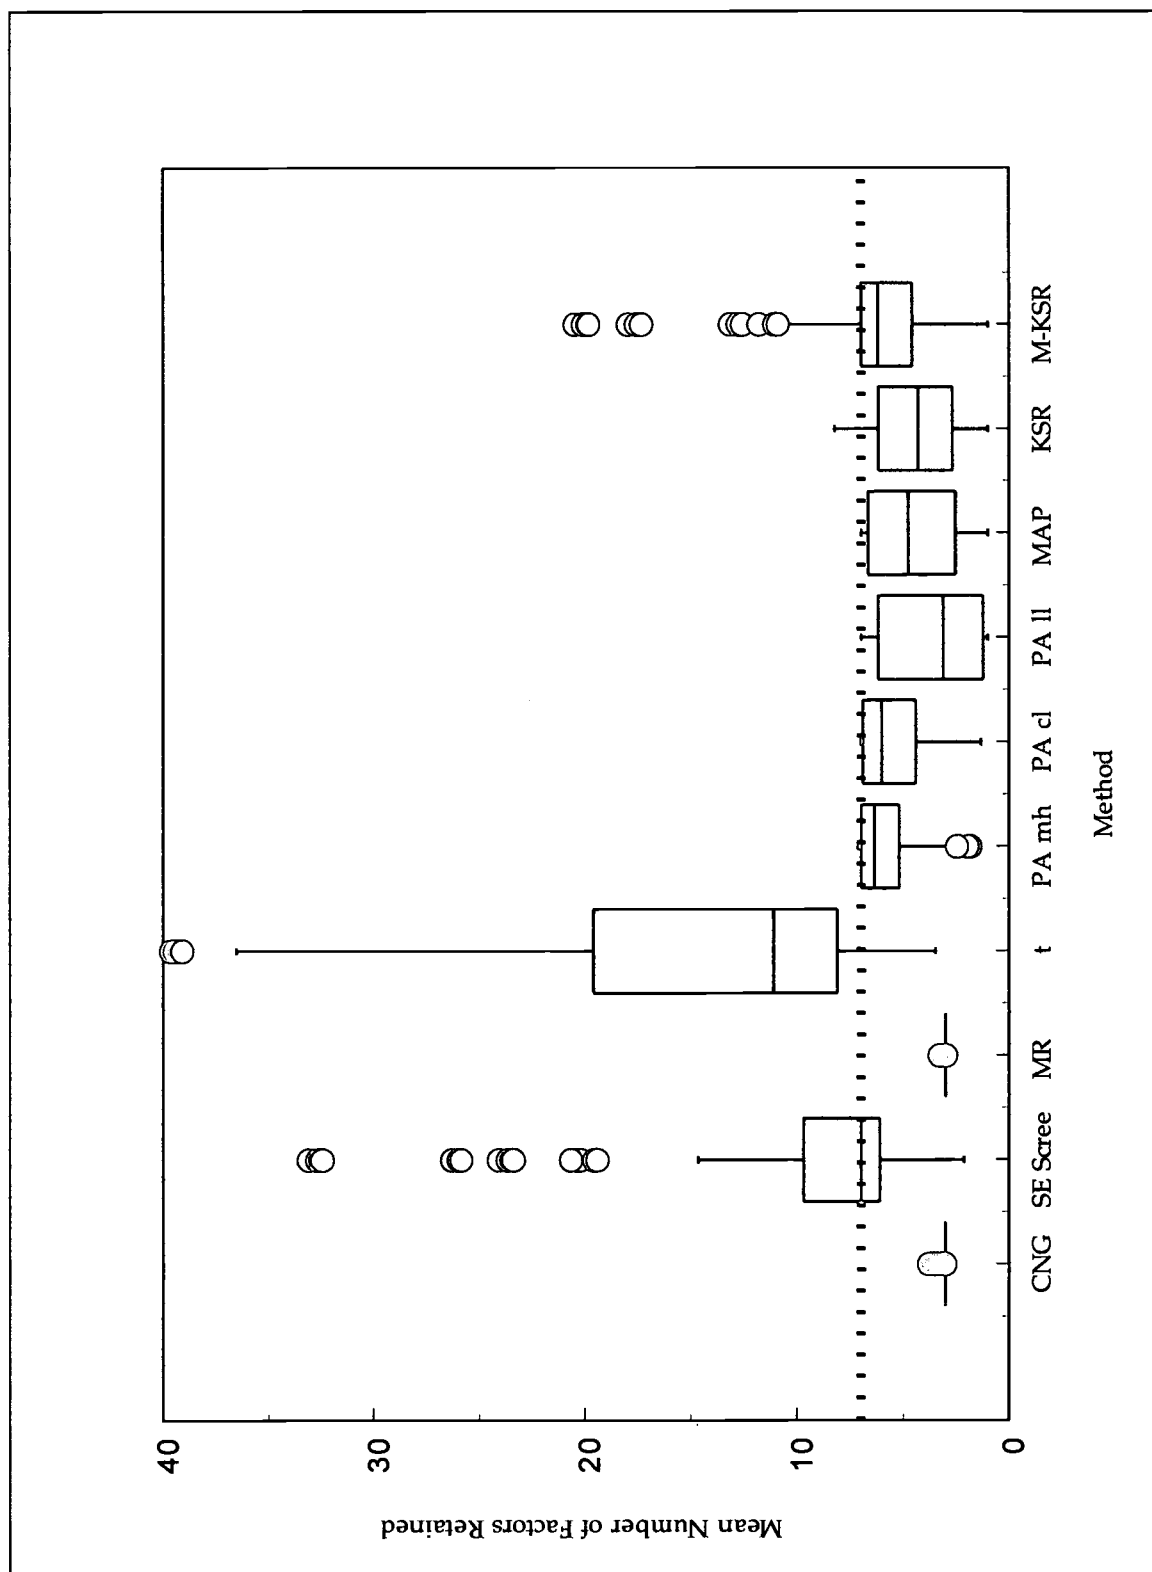 Mean Number of Factors Retained
40
30
20
10
0
CNG SE Scree MR t PA mh PA cl PA ll MAP KSR M-KSR
Method